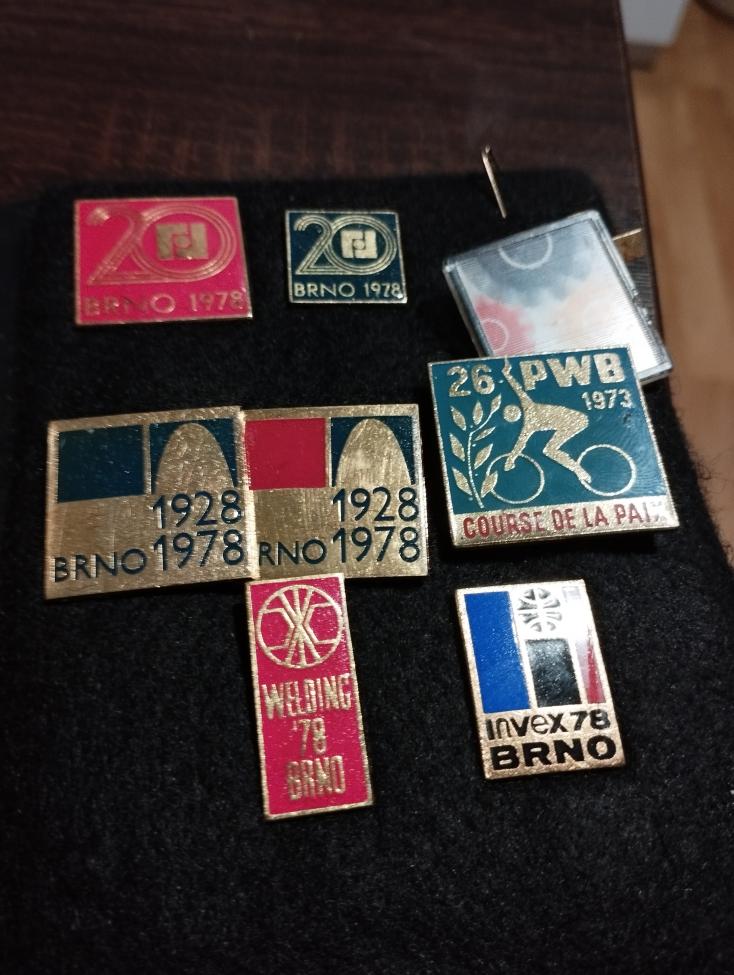 20
BRNO 1978
20
BRNO 1978
26 PWB
1973
COURSE DE LA PAIX
1928
BRNO 1978
1928
RNO 1978
WELDING
'78
BRNO
INVEX 78
BRNO